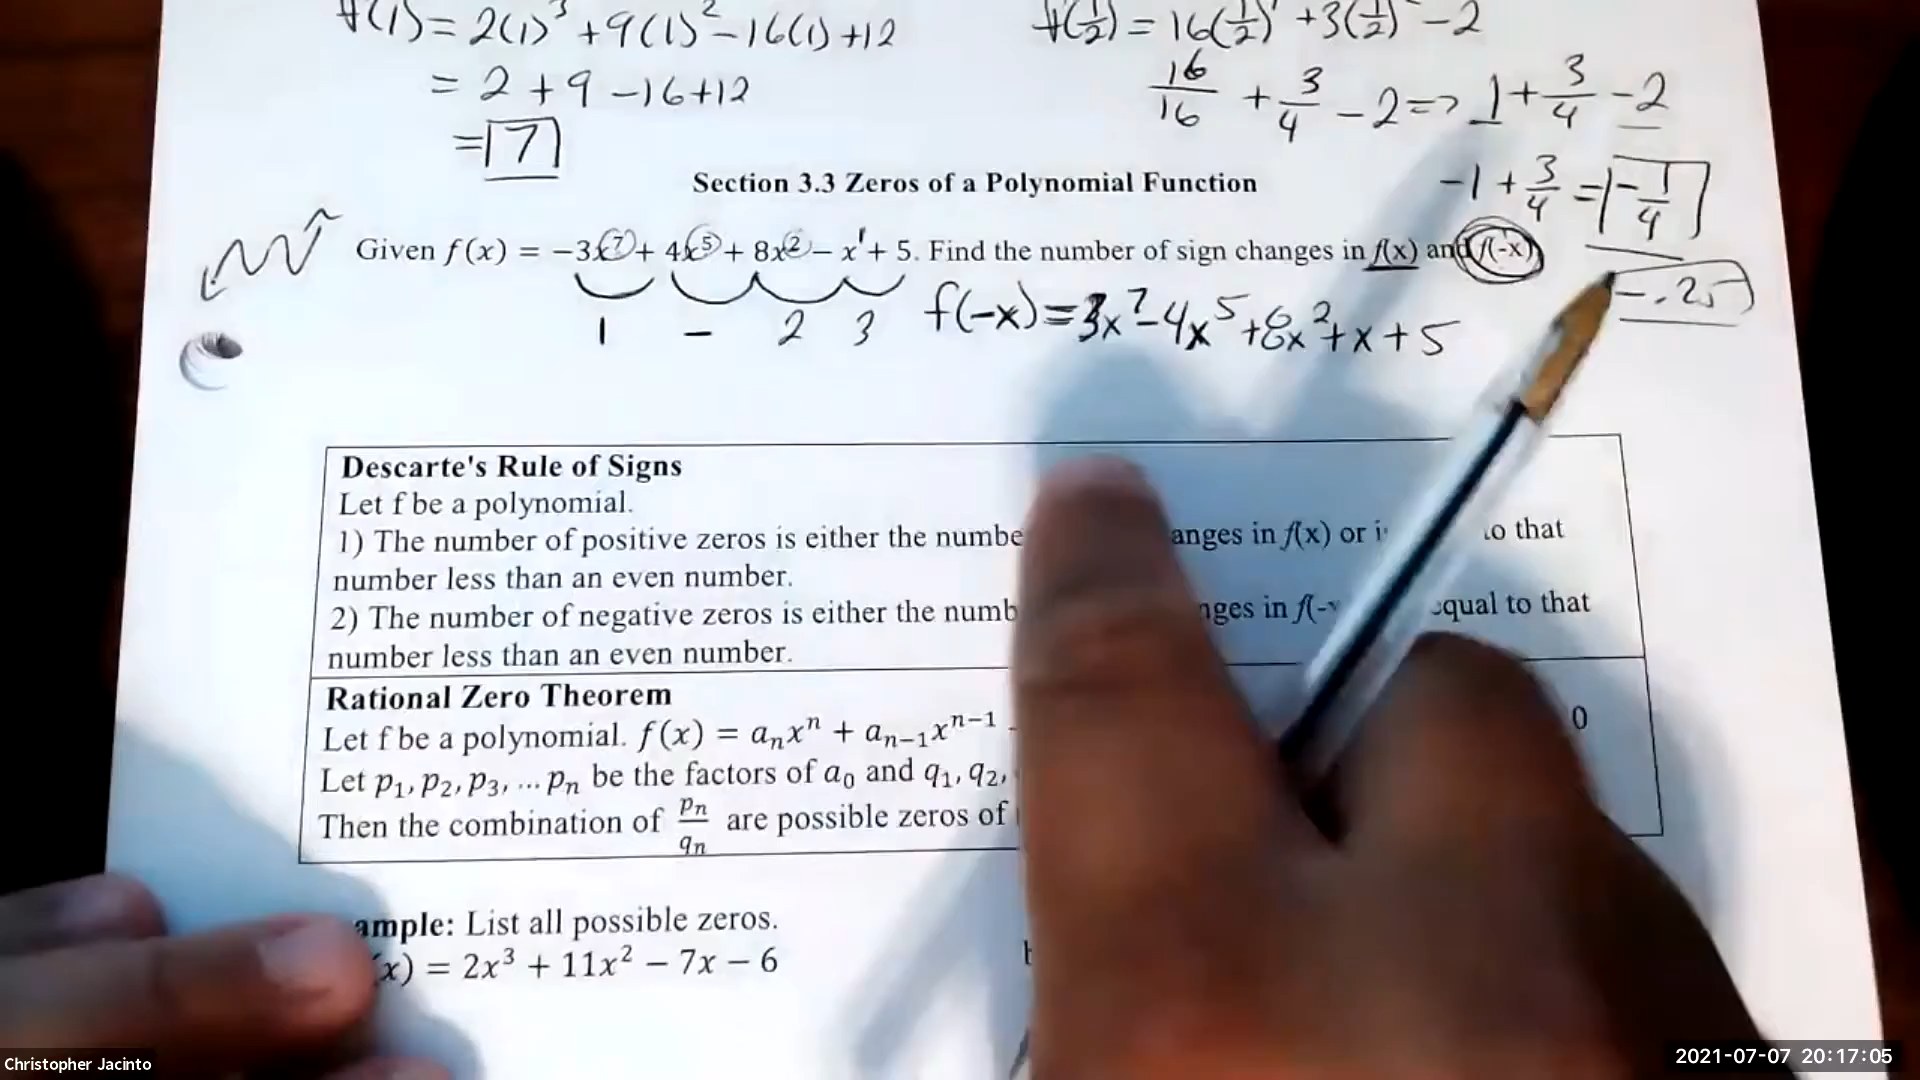 f(1) = 2(1)³ + 9(1)² - 16(1) + 12
= 2 + 9 - 16 + 12
= 7
f(1/2) = 16(1/2) + 3(1/2) - 2
16/16 + 3/4 - 2 => 1 + 3/4 - 2
-1 + 3/4 = -1/4
-.25
Section 3.3 Zeros of a Polynomial Function
Given f(x) = −3x⁷ + 4x⁵ + 8x² − x¹ + 5. Find the number of sign changes in f(x) and f(-x)
1 - 2 3 f(-x) = 3x⁷ - 4x⁵ + 8x² + x + 5
Descarte's Rule of Signs
Let f be a polynomial.
1) The number of positive zeros is either the numbe anges in f(x) or o that
number less than an even number.
2) The number of negative zeros is either the numb nges in f(- qual to that
number less than an even number.
Rational Zero Theorem
Let f be a polynomial. f(x) = aₙxⁿ + aₙ₋₁xⁿ⁻¹ 0
Let p₁, p₂, p₃, … pₙ be the factors of a₀ and q₁, q₂,
Then the combination of pₙ/qₙ are possible zeros of
ample: List all possible zeros.
x) = 2x³ + 11x² − 7x − 6
Christopher Jacinto
2021-07-07 20:17:05